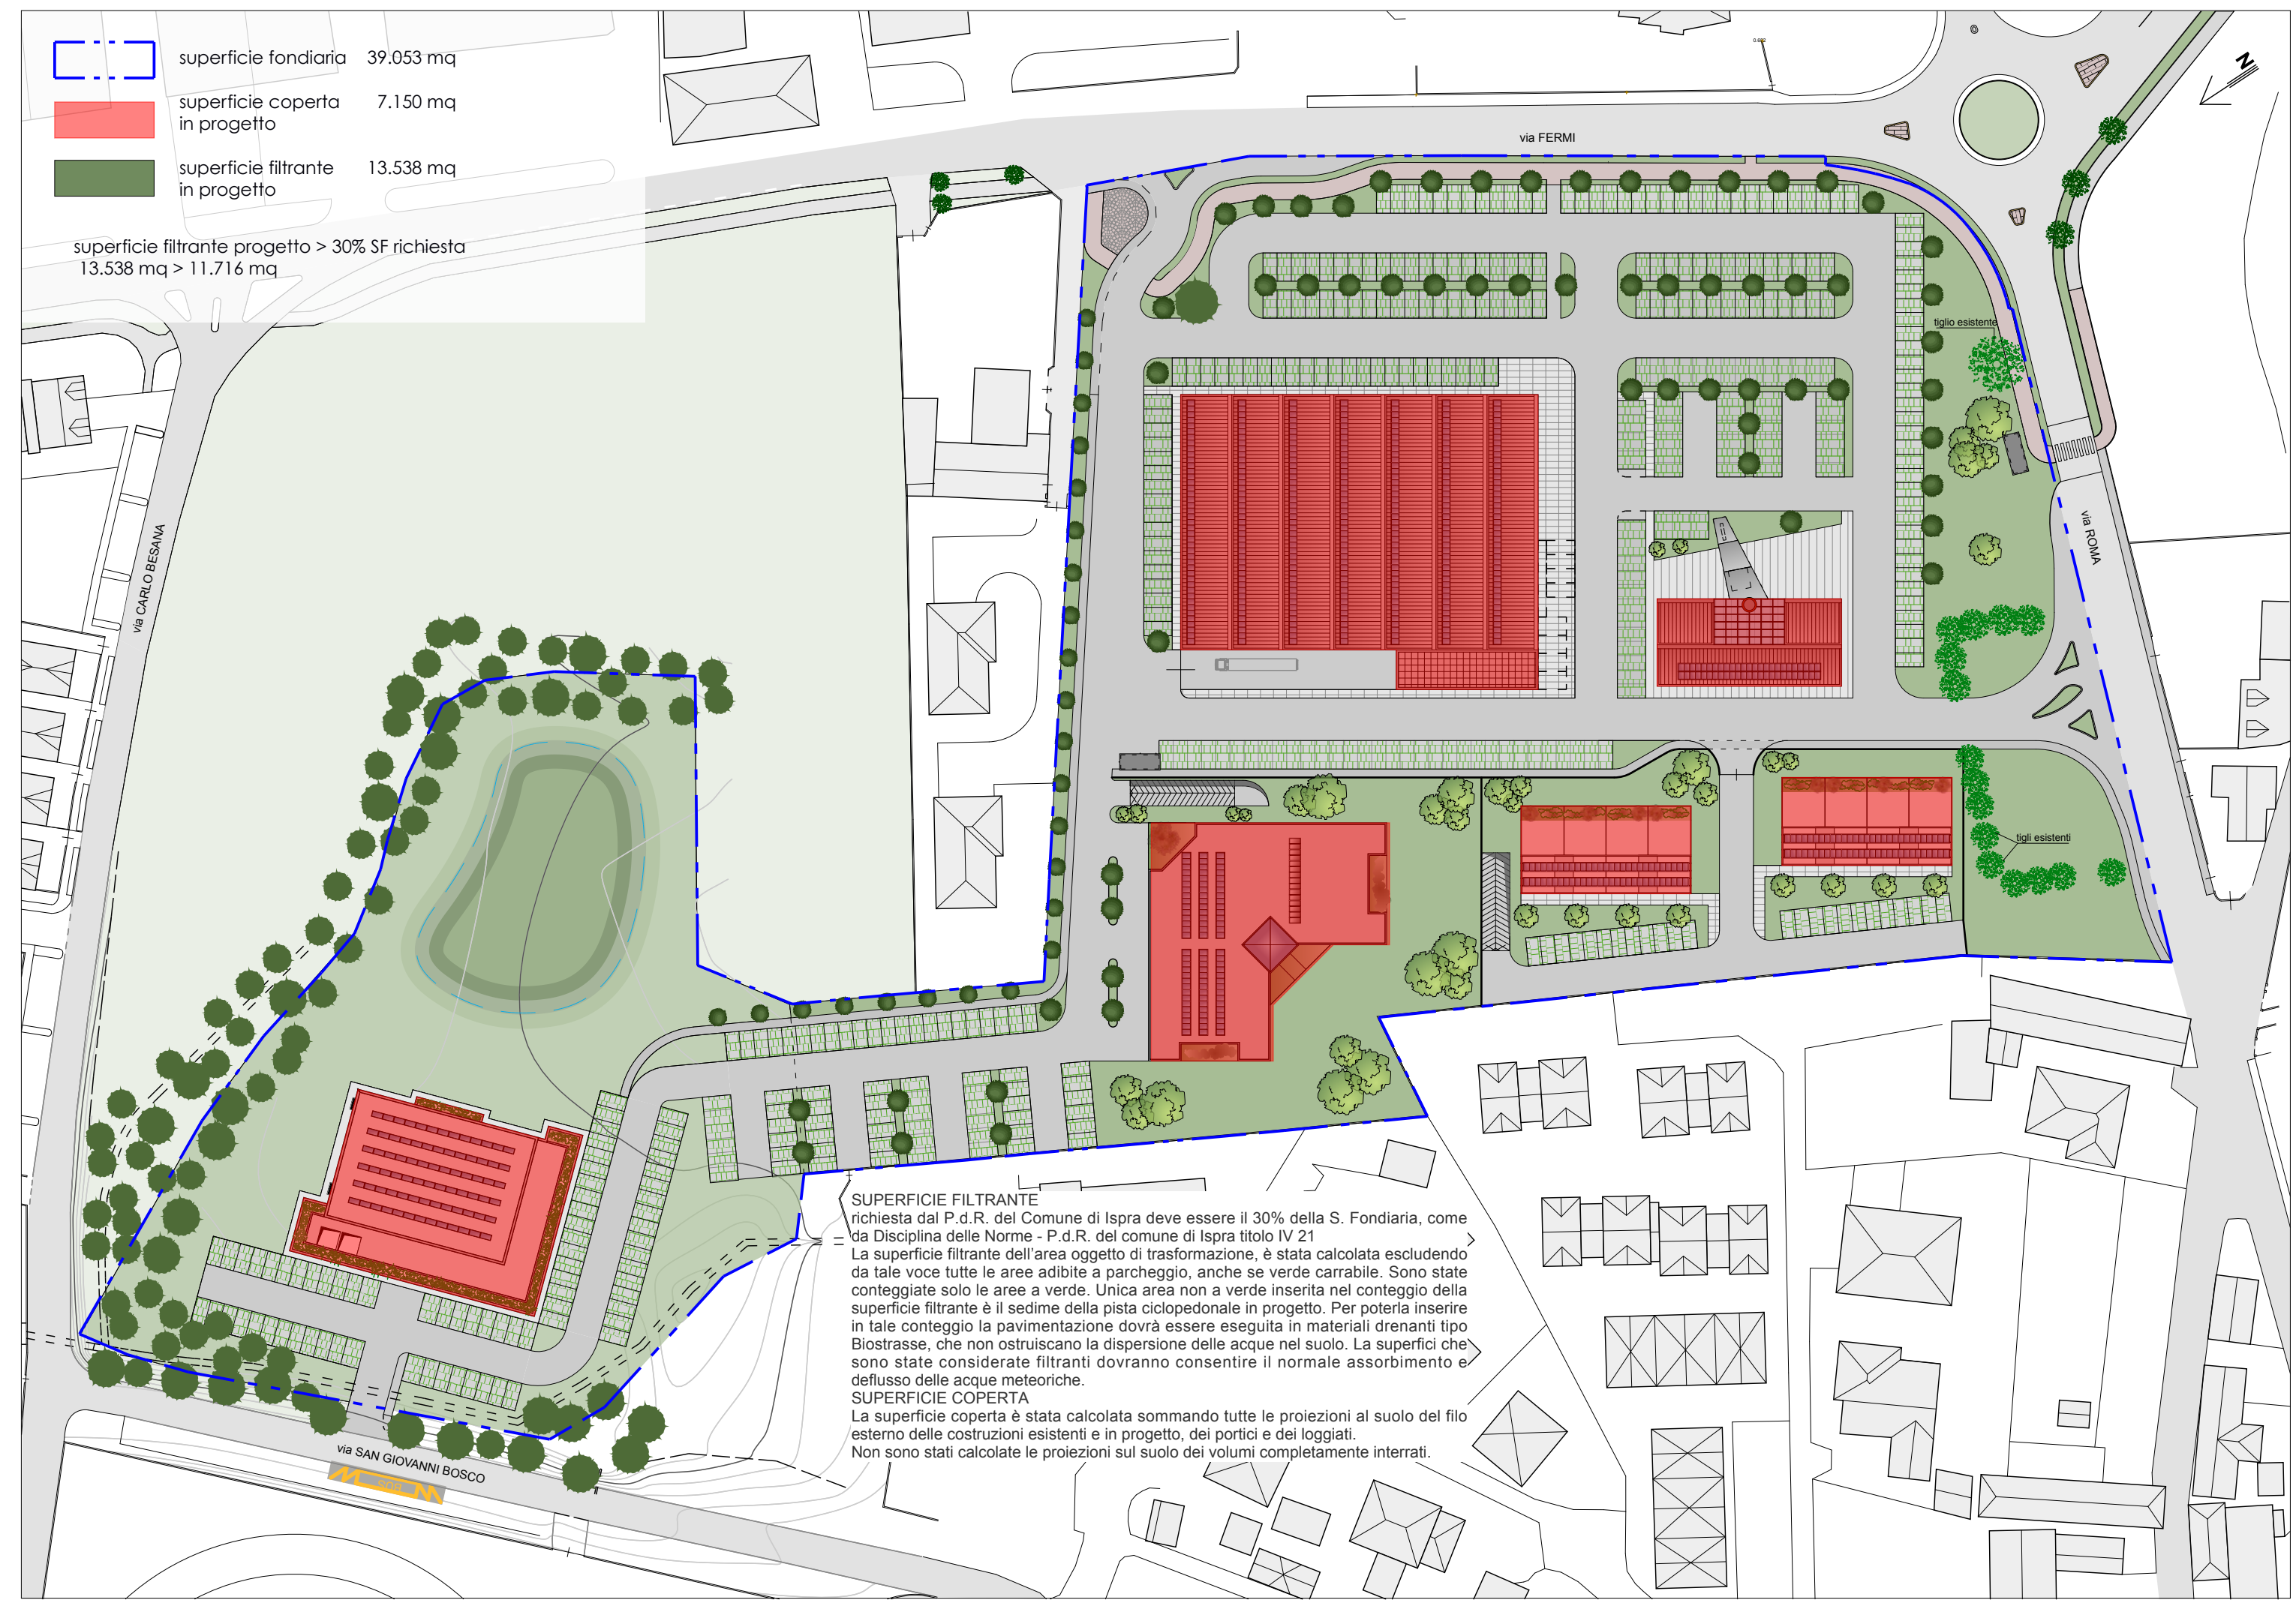 superficie fondiaria 39.053 mq
superficie coperta 7.150 mq
in progetto
superficie filtrante 13.538 mq
in progetto
superficie filtrante progetto > 30% SF richiesta
13.538 mq > 11.716 mq
N
via FERMI
tiglio esistente
via ROMA
via CARLO BESANA
tigli esistenti
SUPERFICIE FILTRANTE
richiesta dal P.d.R. del Comune di Ispra deve essere il 30% della S. Fondiaria, come
da Disciplina delle Norme - P.d.R. del comune di Ispra titolo IV 21
La superficie filtrante dell'area oggetto di trasformazione, è stata calcolata escludendo
da tale voce tutte le aree adibite a parcheggio, anche se verde carrabile. Sono state
conteggiate solo le aree a verde. Unica area non a verde inserita nel conteggio della
superficie filtrante è il sedime della pista ciclopedonale in progetto. Per poterla inserire
in tale conteggio la pavimentazione dovrà essere eseguita in materiali drenanti tipo
Biostrasse, che non ostruiscano la dispersione delle acque nel suolo. La superfici che
sono state considerate filtranti dovranno consentire il normale assorbimento e
deflusso delle acque meteoriche.
SUPERFICIE COPERTA
La superficie coperta è stata calcolata sommando tutte le proiezioni al suolo del filo
esterno delle costruzioni esistenti e in progetto, dei portici e dei loggiati.
Non sono stati calcolate le proiezioni sul suolo dei volumi completamente interrati.
via SAN GIOVANNI BOSCO
BUS